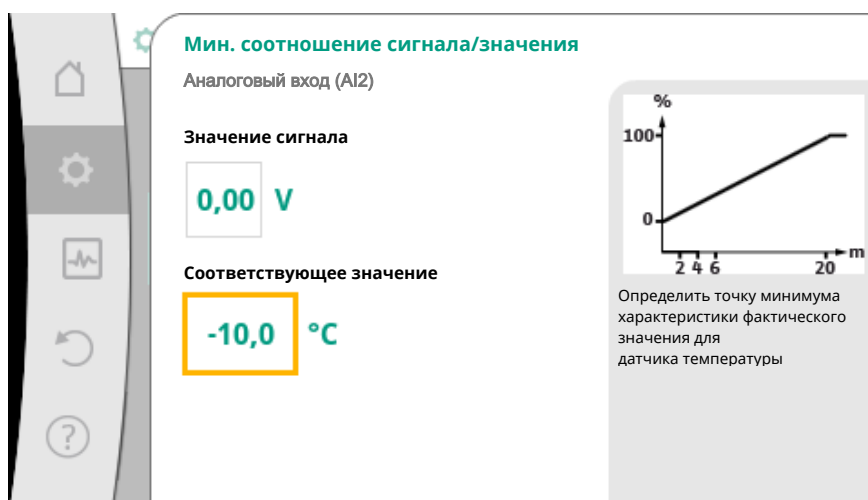 Мин. соотношение сигнала/значения
Аналоговый вход (AI2)
Значение сигнала
0,00 V
Соответствующее значение
-10,0 °C
%
100
0
2 4 6 20
m
Определить точку минимума
характеристики фактического
значения для
датчика температуры
?